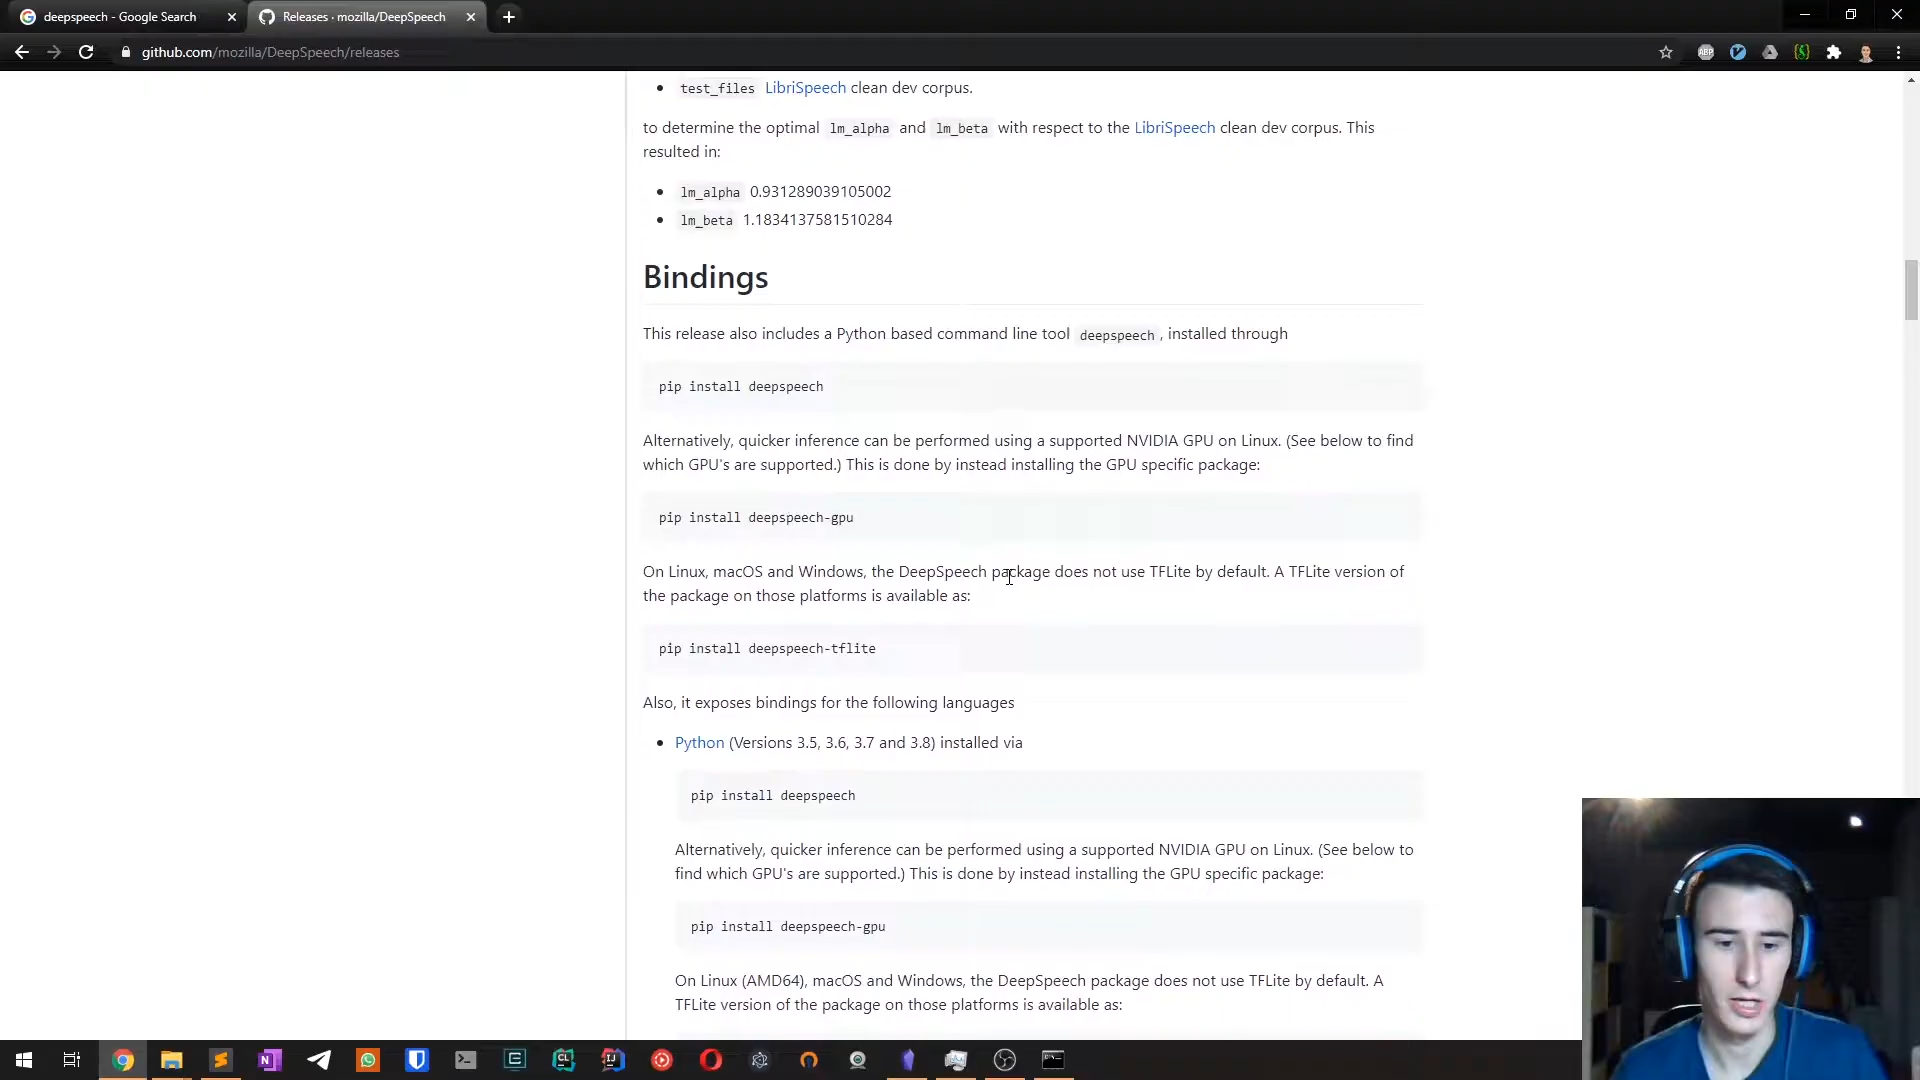 deepspeech - Google Search
Releases · mozilla/DeepSpeech
github.com/mozilla/DeepSpeech/releases
ABP
test_files LibriSpeech clean dev corpus.
to determine the optimal lm_alpha and lm_beta with respect to the LibriSpeech clean dev corpus. This
resulted in:
lm_alpha 0.931289039105002
lm_beta 1.1834137581510284
Bindings
This release also includes a Python based command line tool deepspeech, installed through
pip install deepspeech
Alternatively, quicker inference can be performed using a supported NVIDIA GPU on Linux. (See below to find
which GPU's are supported.) This is done by instead installing the GPU specific package:
pip install deepspeech-gpu
On Linux, macOS and Windows, the DeepSpeech package does not use TFLite by default. A TFLite version of
the package on those platforms is available as:
pip install deepspeech-tflite
Also, it exposes bindings for the following languages
Python (Versions 3.5, 3.6, 3.7 and 3.8) installed via
pip install deepspeech
Alternatively, quicker inference can be performed using a supported NVIDIA GPU on Linux. (See below to
find which GPU's are supported.) This is done by instead installing the GPU specific package:
pip install deepspeech-gpu
On Linux (AMD64), macOS and Windows, the DeepSpeech package does not use TFLite by default. A
TFLite version of the package on those platforms is available as: